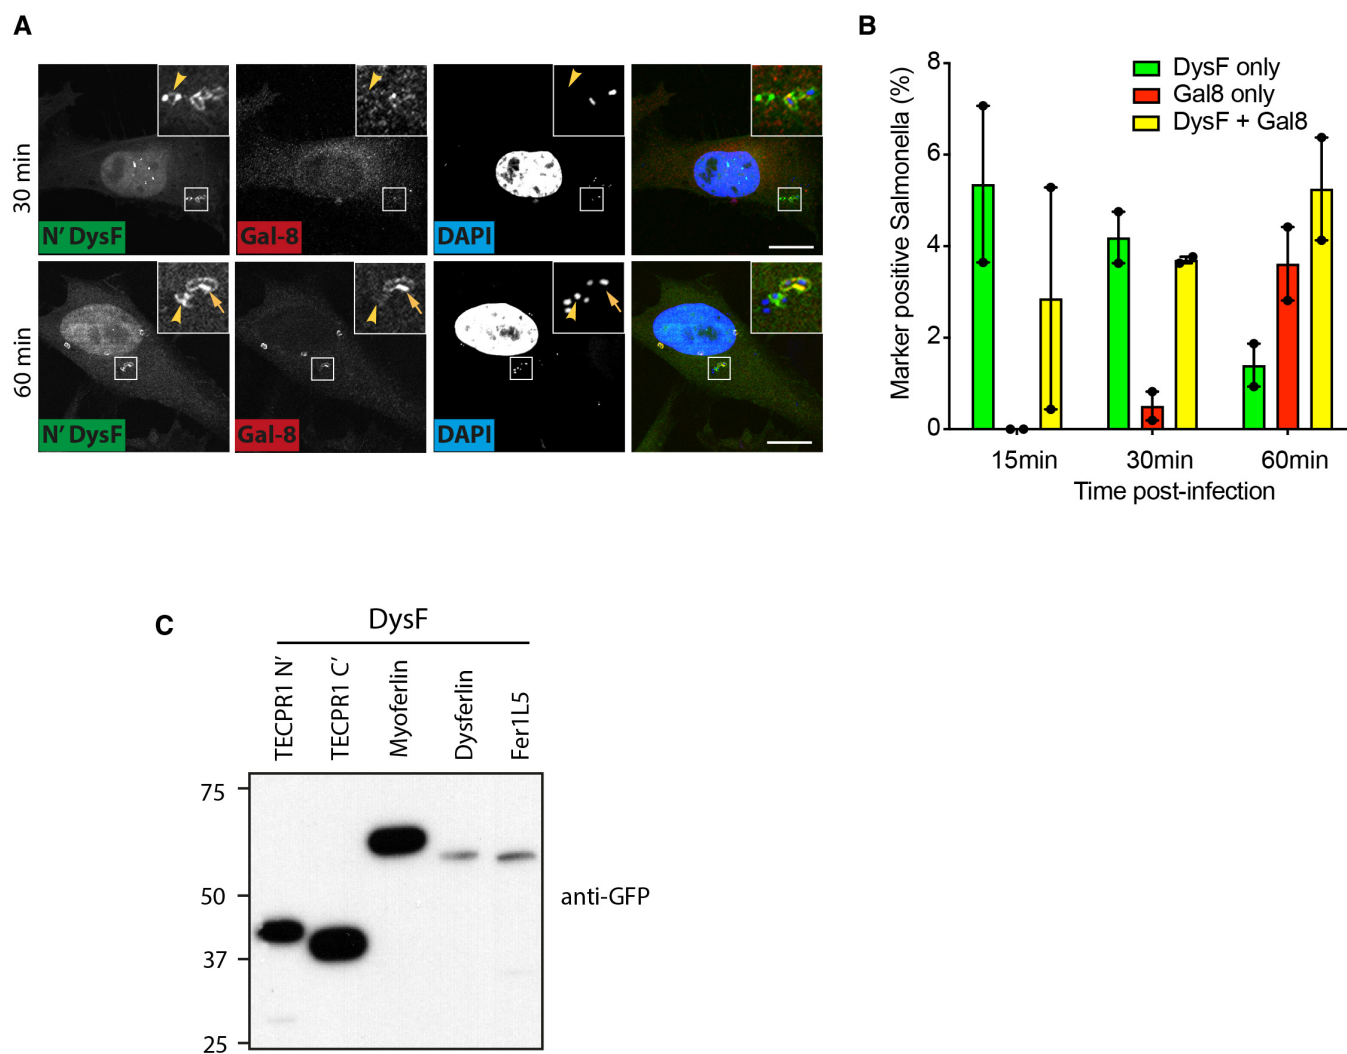 A
30 min
N' DysF
Gal-8
DAPI
60 min
N' DysF
Gal-8
DAPI
B
DysF only
Gal8 only
DysF + Gal8
Marker positive Salmonella (%)
8
6
4
2
0
15min
30min
60min
Time post-infection
C
DysF
TECPR1 N'
TECPR1 C'
Myoferlin
Dysferlin
Fer1L5
75
50
37
25
anti-GFP